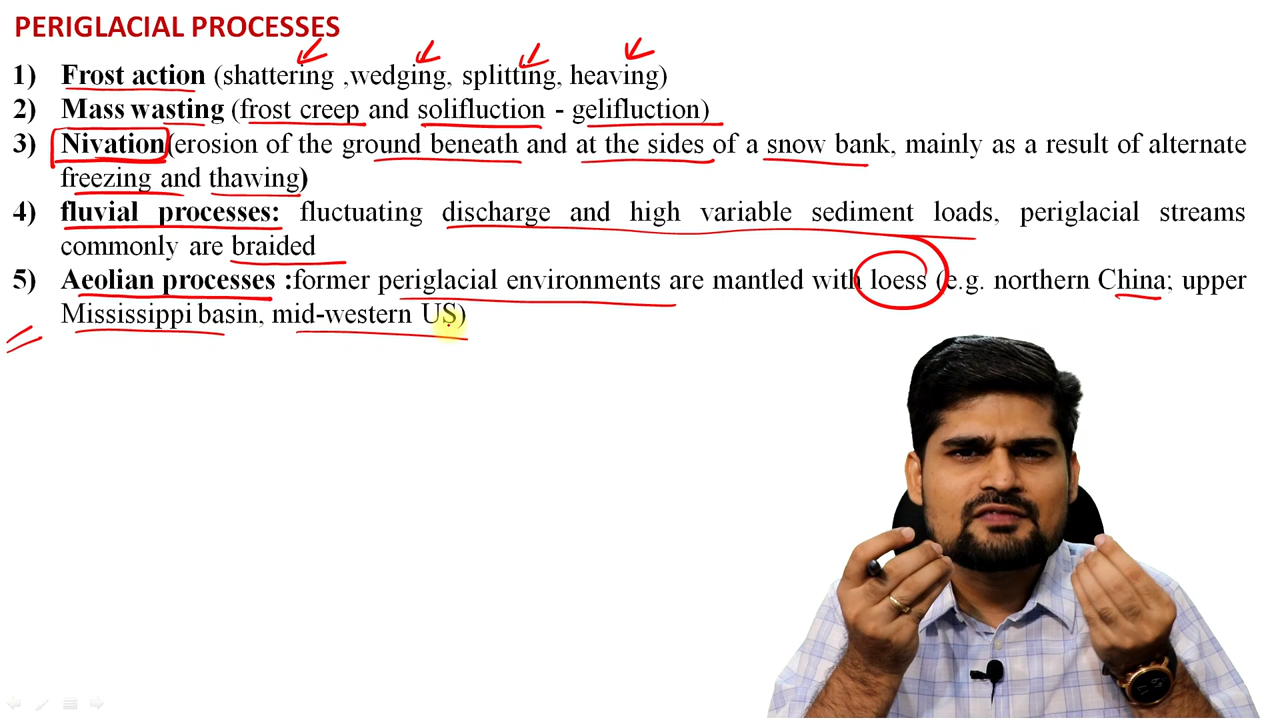 PERIGLACIAL PROCESSES
1) Frost action (shattering ,wedging, splitting, heaving)
2) Mass wasting (frost creep and solifluction - gelifluction)
3) Nivation(erosion of the ground beneath and at the sides of a snow bank, mainly as a result of alternate
freezing and thawing)
4) fluvial processes: fluctuating discharge and high variable sediment loads, periglacial streams
commonly are braided
5) Aeolian processes :former periglacial environments are mantled with loess (e.g. northern China; upper
Mississippi basin, mid-western US)